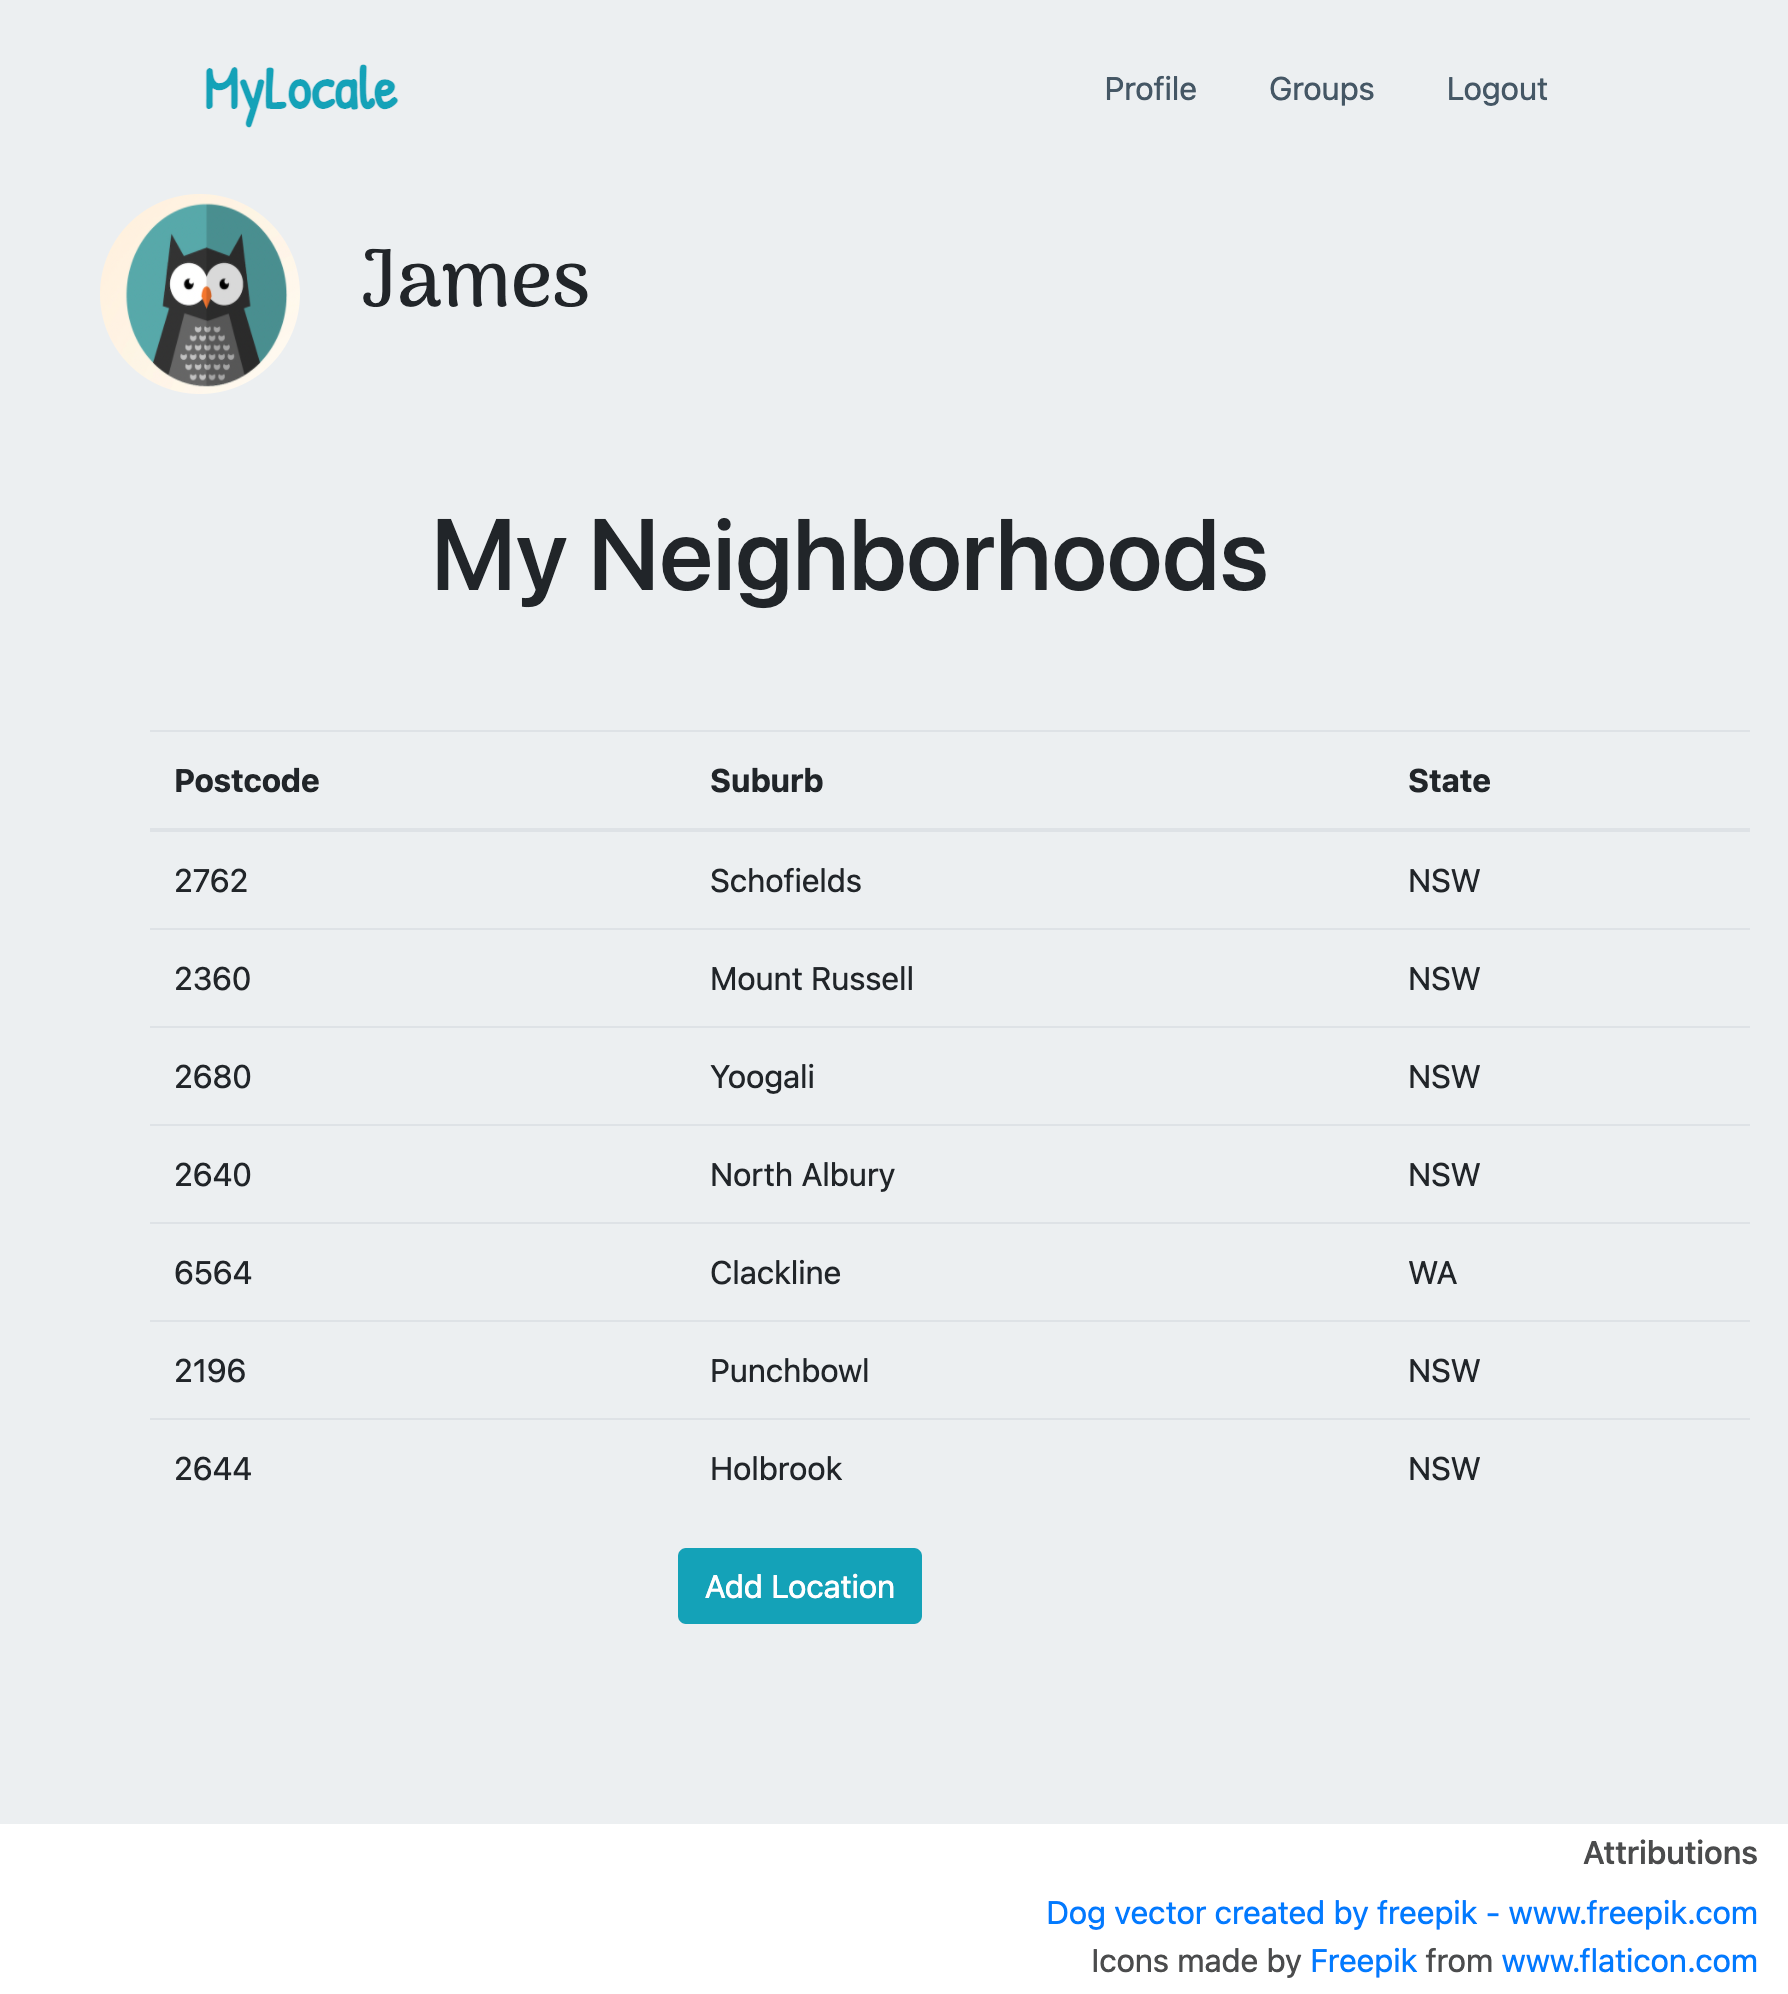 MyLocale Profile Groups Logout
James
My Neighborhoods
Postcode Suburb State
2762 Schofields NSW
2360 Mount Russell NSW
2680 Yoogali NSW
2640 North Albury NSW
6564 Clackline WA
2196 Punchbowl NSW
2644 Holbrook NSW
Add Location
Attributions
Dog vector created by freepik - www.freepik.com
Icons made by Freepik from www.flaticon.com